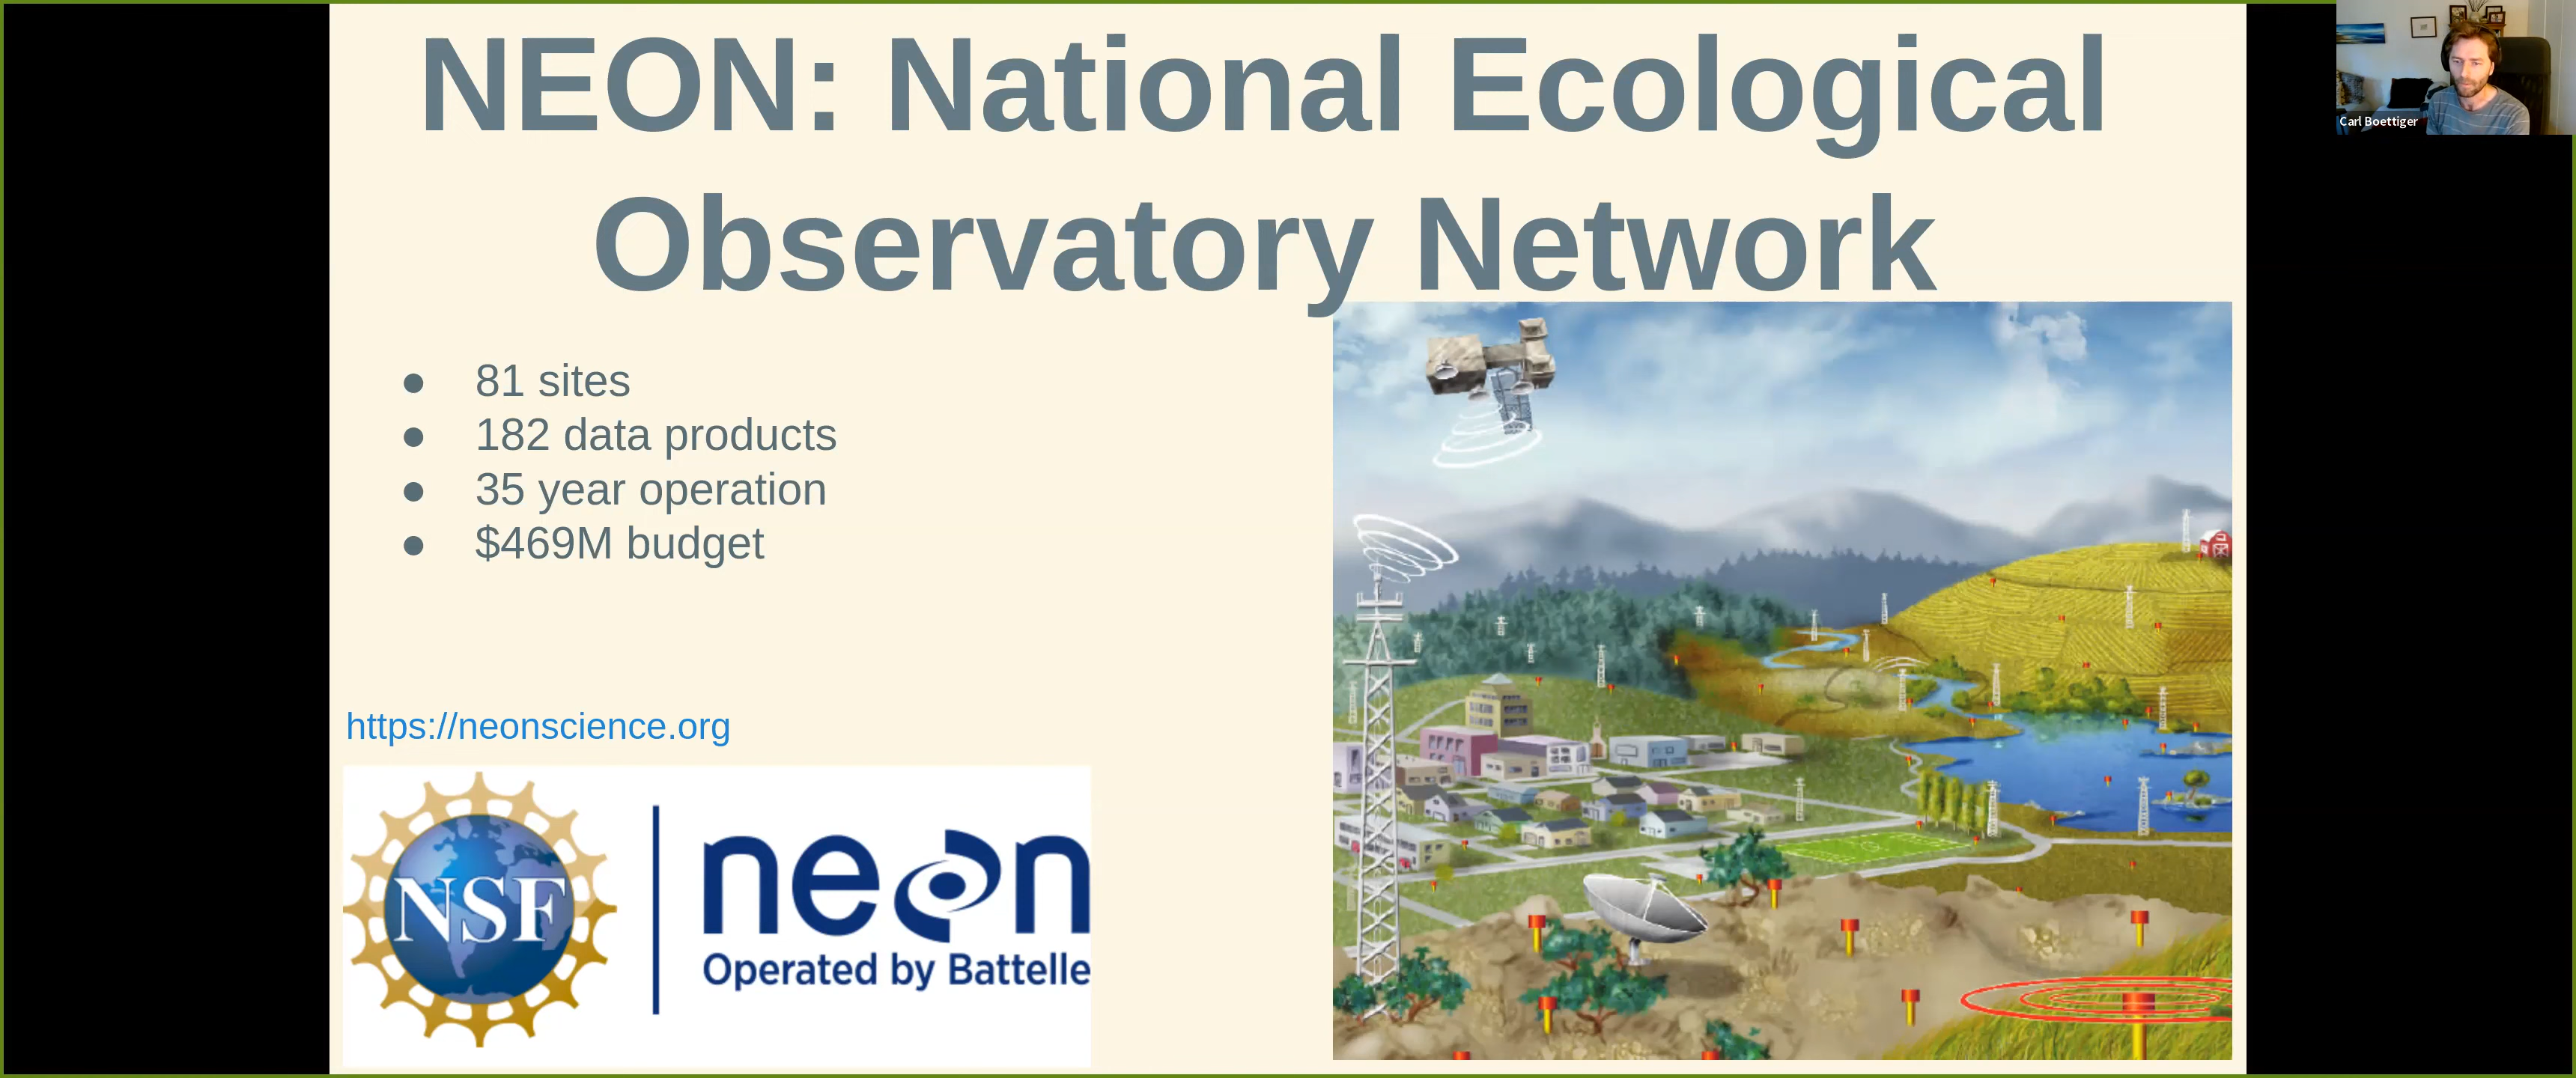 NEON: National Ecological
Observatory Network
● 81 sites
● 182 data products
● 35 year operation
● $469M budget
https://neonscience.org
NSF
neon
Operated by Battelle
Carl Boettiger